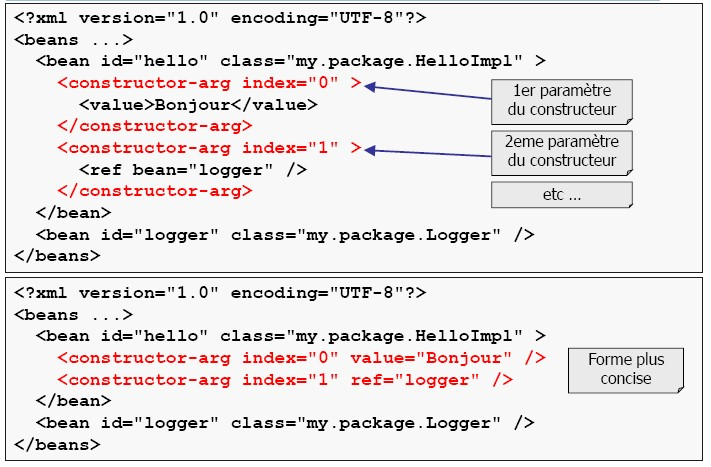 <?xml version="1.0" encoding="UTF-8"?>
<beans ...>
<bean id="hello" class="my.package.HelloImpl" >
<constructor-arg index="0" >
<value>Bonjour</value>
</constructor-arg>
<constructor-arg index="1" >
<ref bean="logger" />
</constructor-arg>
</bean>
<bean id="logger" class="my.package.Logger" />
</beans>
1er paramètre
du constructeur
2eme paramètre
du constructeur
etc ...
<?xml version="1.0" encoding="UTF-8"?>
<beans ...>
<bean id="hello" class="my.package.HelloImpl" >
<constructor-arg index="0" value="Bonjour" />
<constructor-arg index="1" ref="logger" />
</bean>
<bean id="logger" class="my.package.Logger" />
</beans>
Forme plus
concise